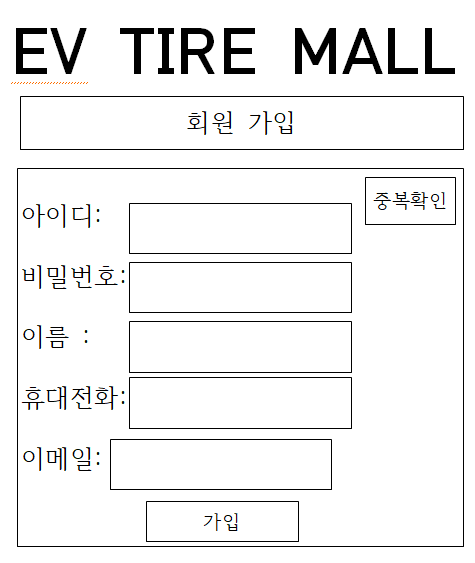 EV TIRE MALL
회원 가입
중복확인
아이디:
비밀번호:
이름 :
휴대전화:
이메일:
가입